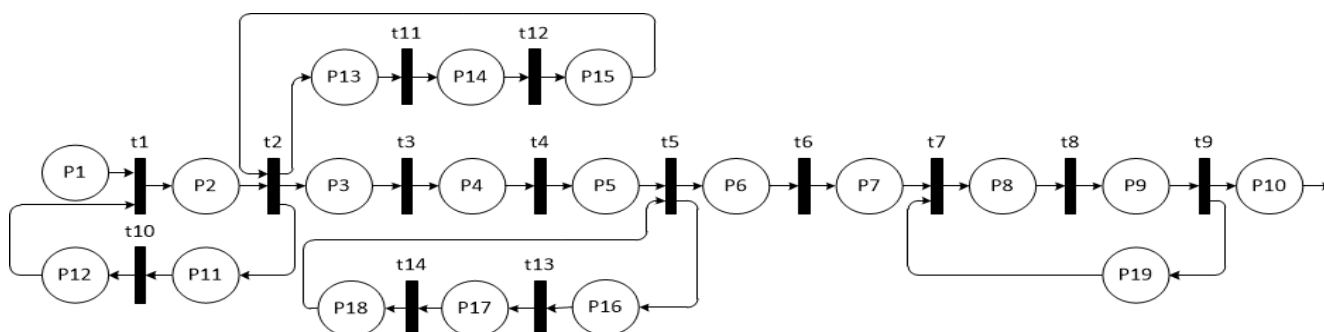 t11 t12
P13 P14 P15
t1 t2 t3 t4 t5 t6 t7 t8 t9
P1 P2 P3 P4 P5 P6 P7 P8 P9 P10
t10 t14 t13
P12 P11 P18 P17 P16 P19